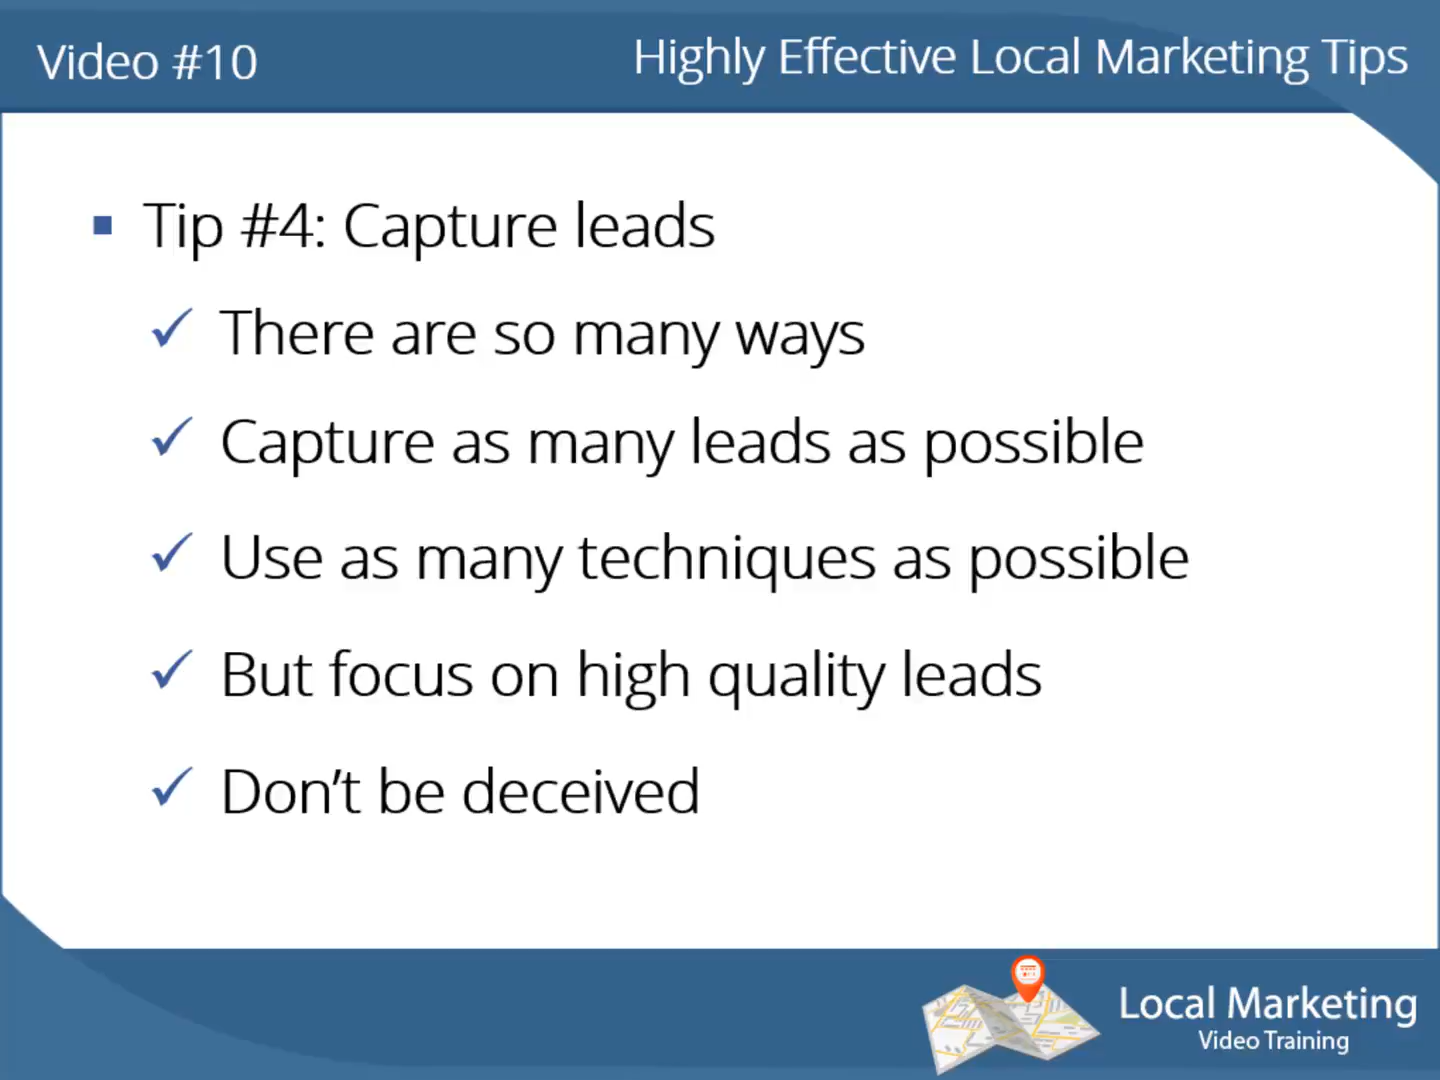 Video #10
Highly Effective Local Marketing Tips
Tip #4: Capture leads
There are so many ways
Capture as many leads as possible
Use as many techniques as possible
But focus on high quality leads
Don’t be deceived
Local Marketing
Video Training